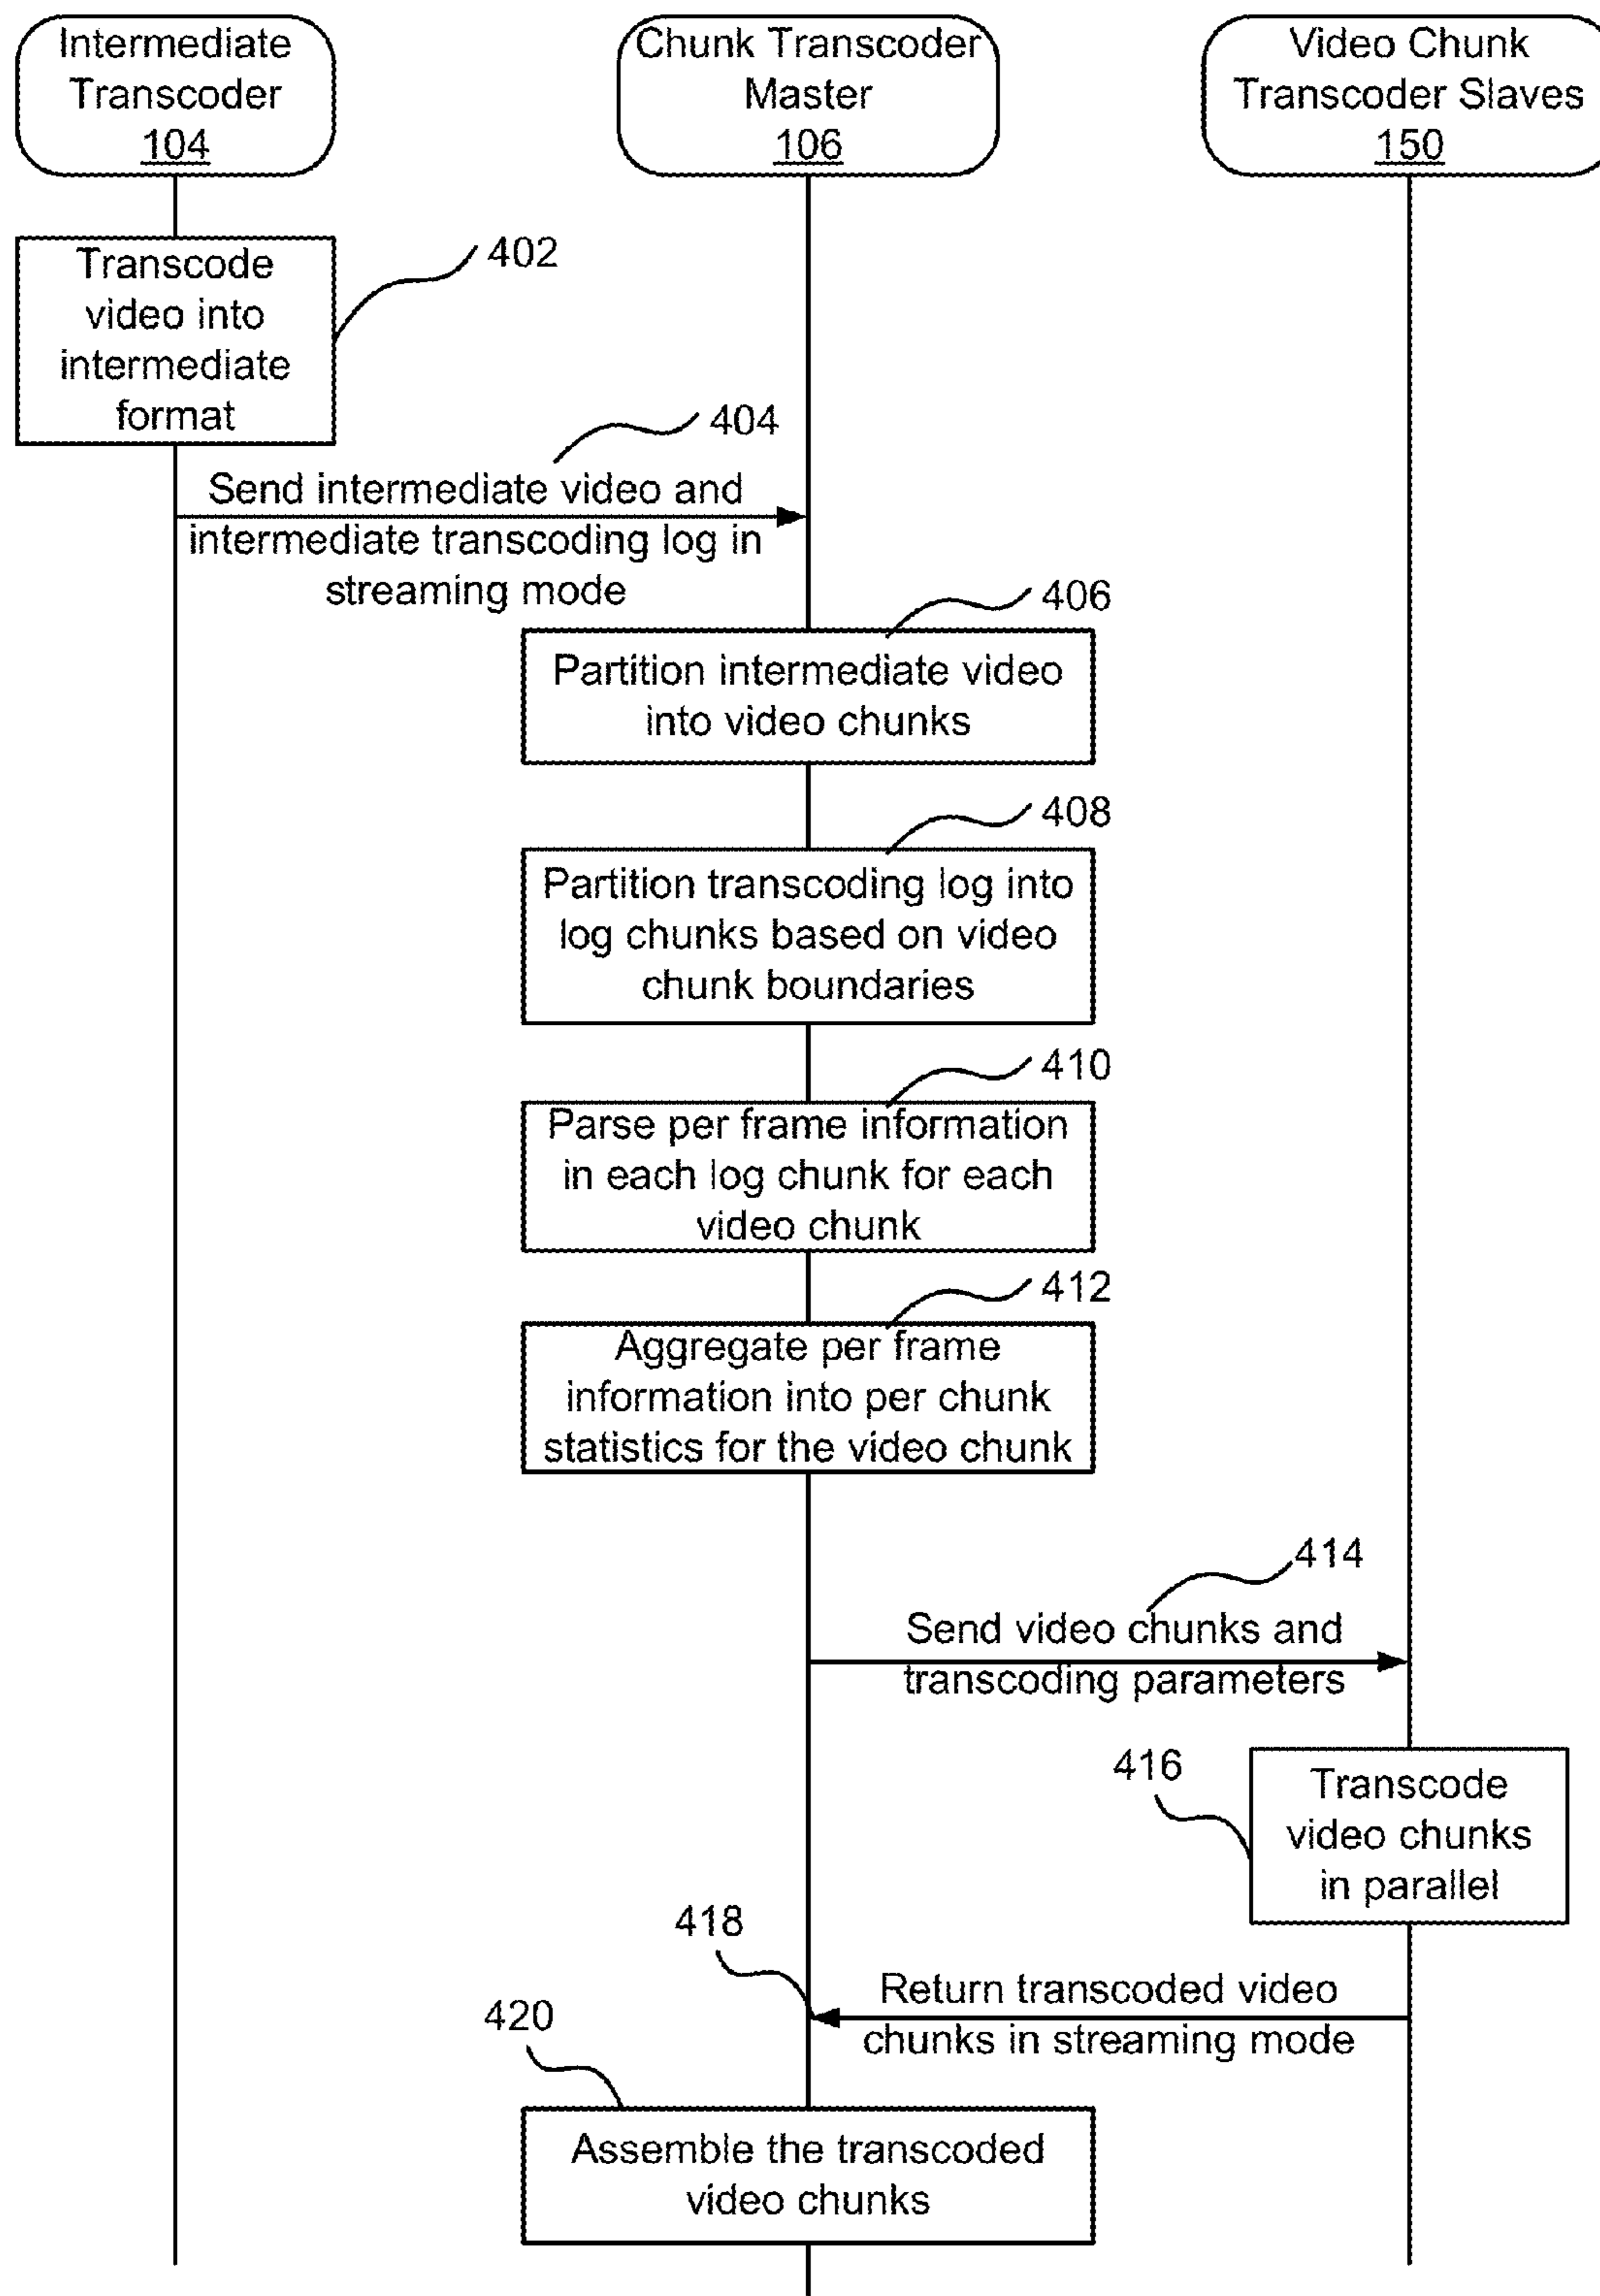 Intermediate
Transcoder
104
Chunk Transcoder
Master
106
Video Chunk
Transcoder Slaves
150
Transcode
video into
intermediate
format
402
404
Send intermediate video and
intermediate transcoding log in
streaming mode
406
Partition intermediate video
into video chunks
408
Partition transcoding log into
log chunks based on video
chunk boundaries
410
Parse per frame information
in each log chunk for each
video chunk
412
Aggregate per frame
information into per chunk
statistics for the video chunk
414
Send video chunks and
transcoding parameters
416
Transcode
video chunks
in parallel
418
Return transcoded video
chunks in streaming mode
420
Assemble the transcoded
video chunks